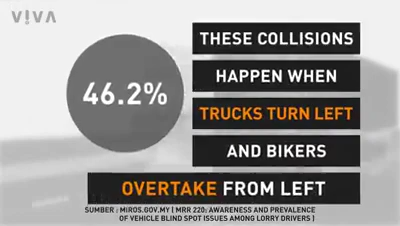 VIVA
46.2%
THESE COLLISIONS
HAPPEN WHEN
TRUCKS TURN LEFT
AND BIKERS
OVERTAKE FROM LEFT
SUMBER : MIROS.GOV.MY [ MRR 220; AWARENESS AND PREVALENCE
OF VEHICLE BLIND SPOT ISSUES AMONG LORRY DRIVERS ]